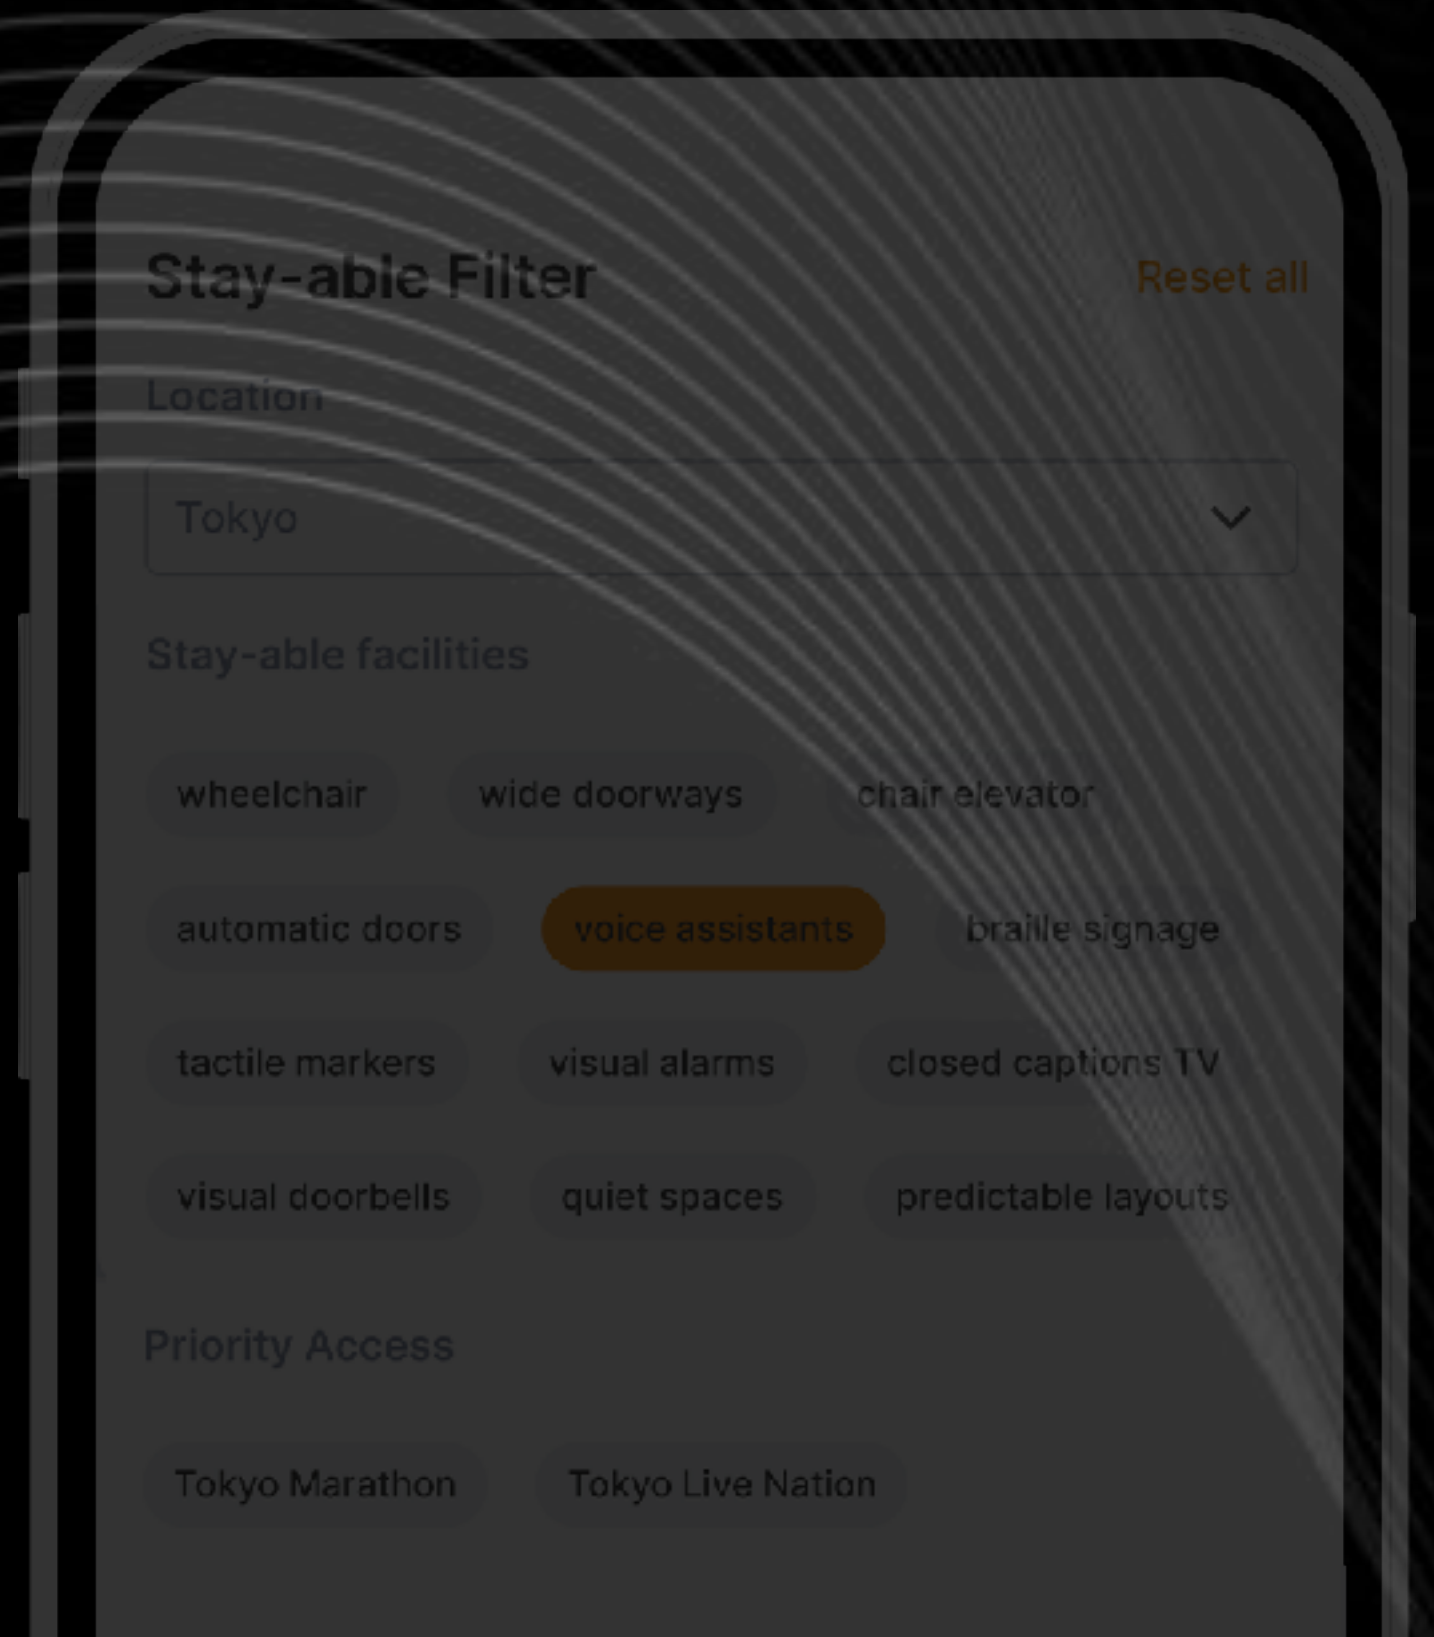 Stay-able Filter Reset all
Location
Tokyo
Stay-able facilities
wheelchair wide doorways chair elevator
automatic doors voice assistants braille signage
tactile markers visual alarms closed captions TV
visual doorbells quiet spaces predictable layouts
Priority Access
Tokyo Marathon Tokyo Live Nation